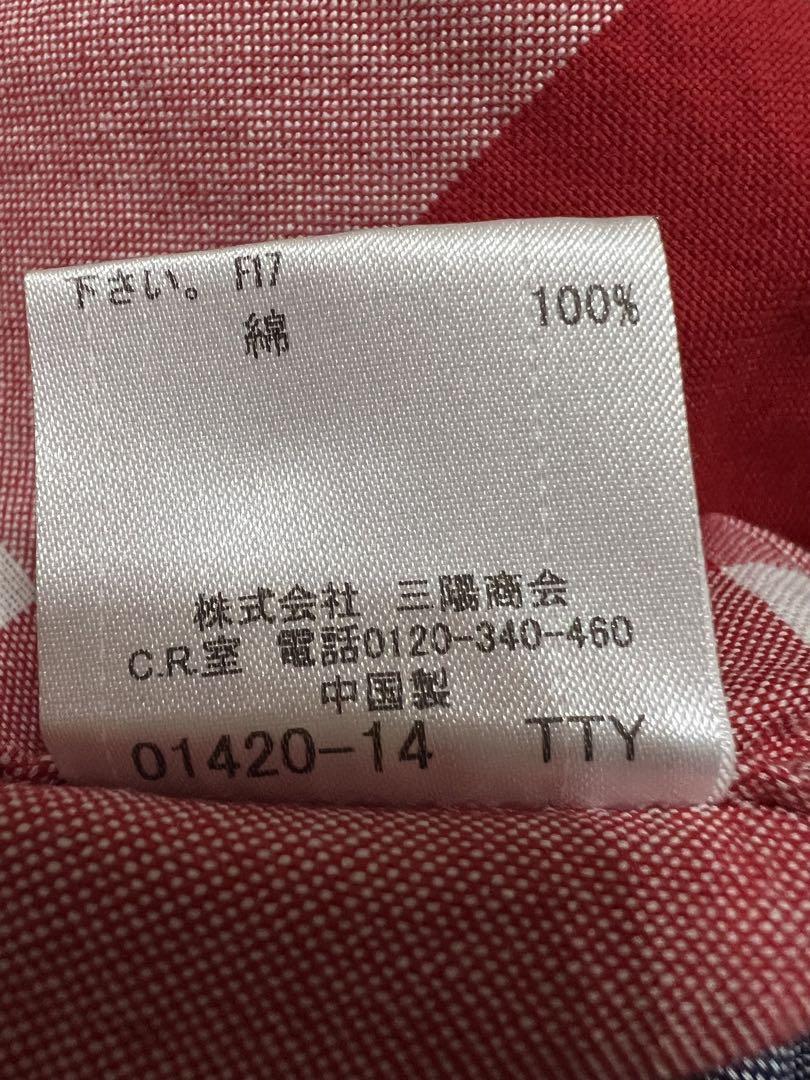 下さい。 F17
綿 100%
株式会社 三陽商会
C.R.室 電話0120-340-460
中国製
01420-14 TTY